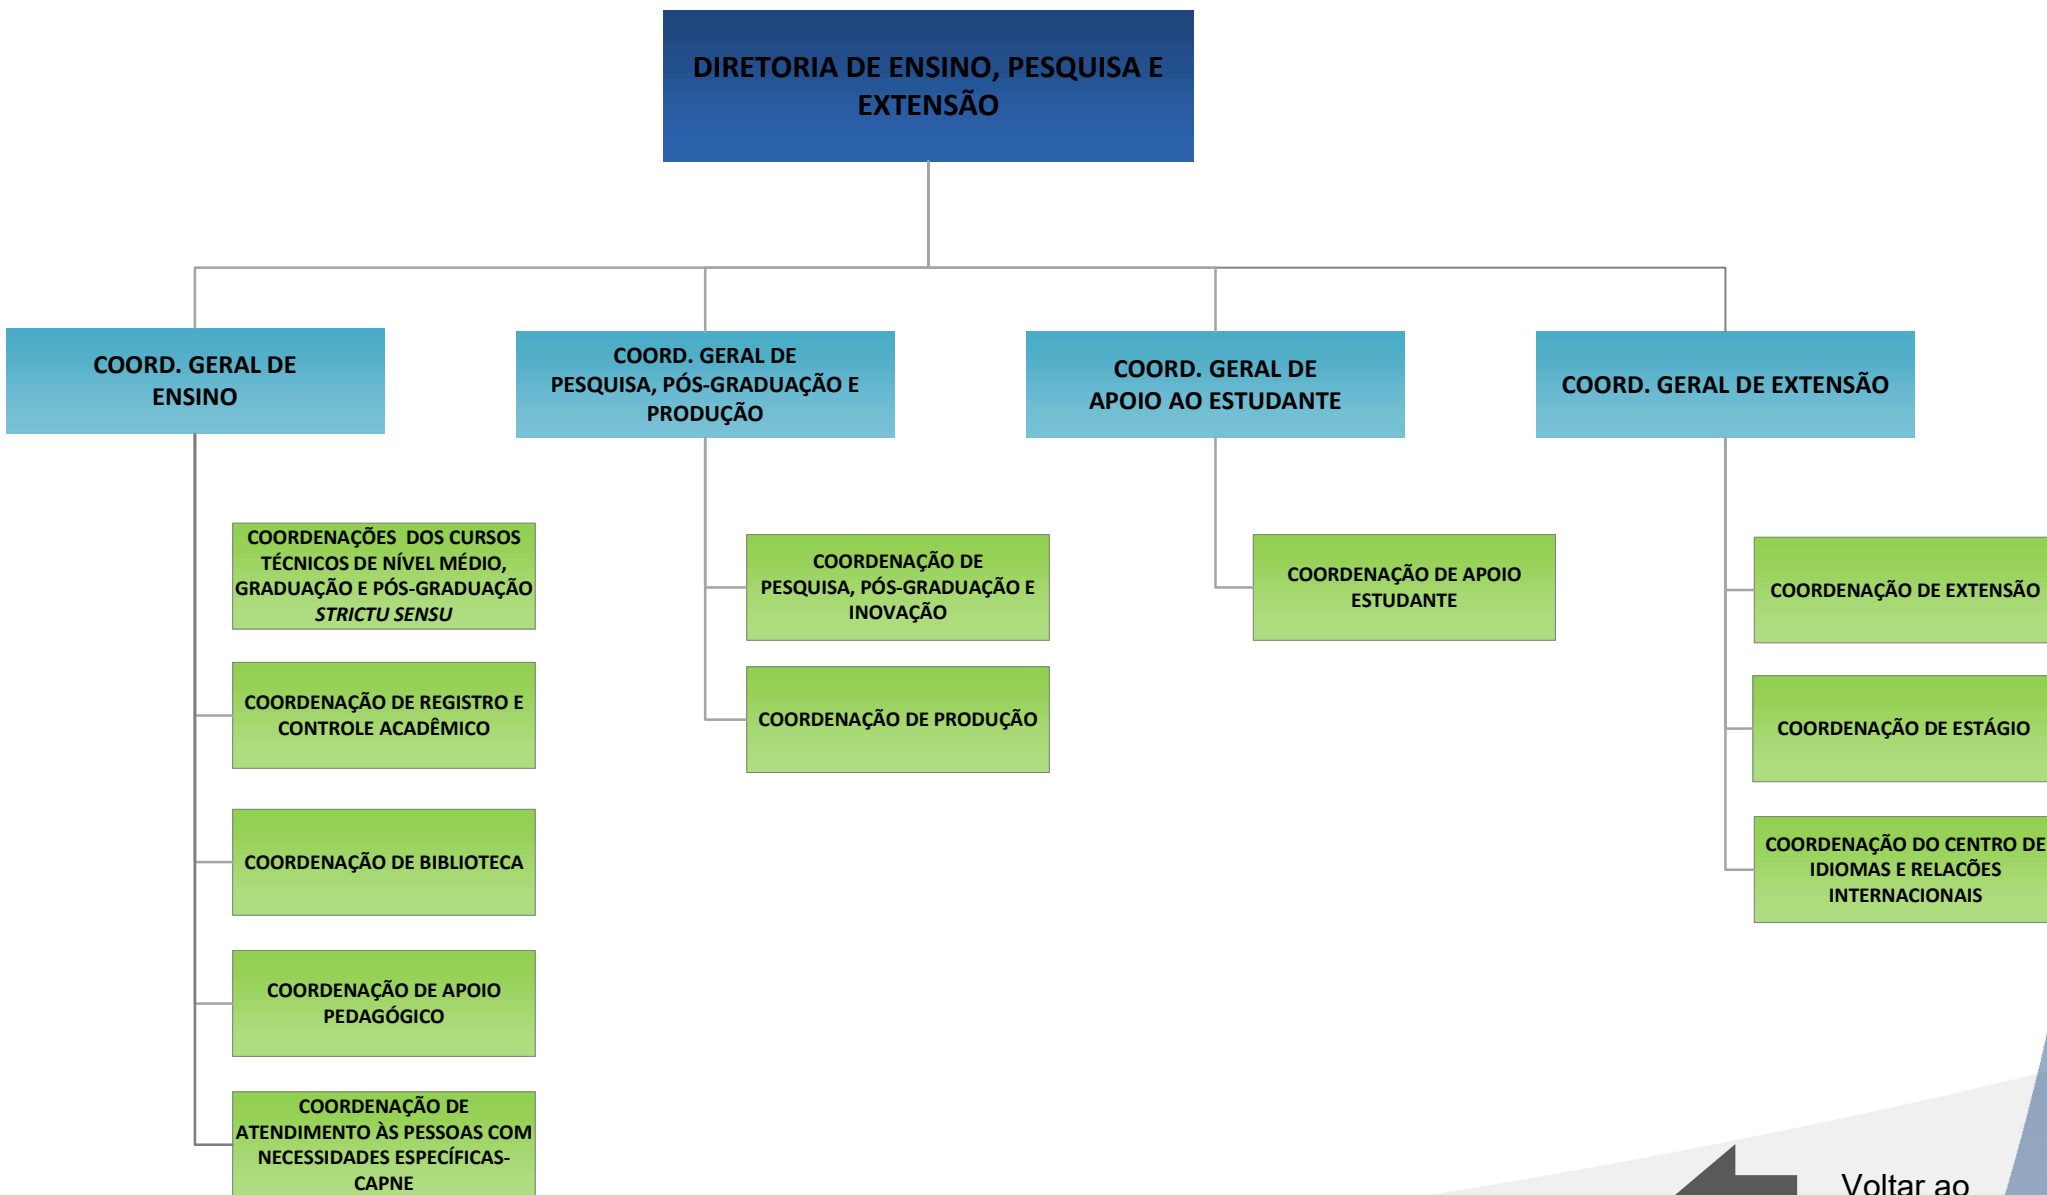 DIRETORIA DE ENSINO, PESQUISA E
EXTENSÃO
COORD. GERAL DE
ENSINO
COORD. GERAL DE
PESQUISA, PÓS-GRADUAÇÃO E
PRODUÇÃO
COORD. GERAL DE
APOIO AO ESTUDANTE
COORD. GERAL DE EXTENSÃO
COORDENAÇÕES DOS CURSOS
TÉCNICOS DE NÍVEL MÉDIO,
GRADUAÇÃO E PÓS-GRADUAÇÃO
STRICTU SENSU
COORDENAÇÃO DE REGISTRO E
CONTROLE ACADÊMICO
COORDENAÇÃO DE BIBLIOTECA
COORDENAÇÃO DE APOIO
PEDAGÓGICO
COORDENAÇÃO DE
ATENDIMENTO ÀS PESSOAS COM
NECESSIDADES ESPECÍFICAS-
CAPNE
COORDENAÇÃO DE
PESQUISA, PÓS-GRADUAÇÃO E
INOVAÇÃO
COORDENAÇÃO DE PRODUÇÃO
COORDENAÇÃO DE APOIO
ESTUDANTE
COORDENAÇÃO DE EXTENSÃO
COORDENAÇÃO DE ESTÁGIO
COORDENAÇÃO DO CENTRO DE
IDIOMAS E RELACÕES
INTERNACIONAIS
Voltar ao